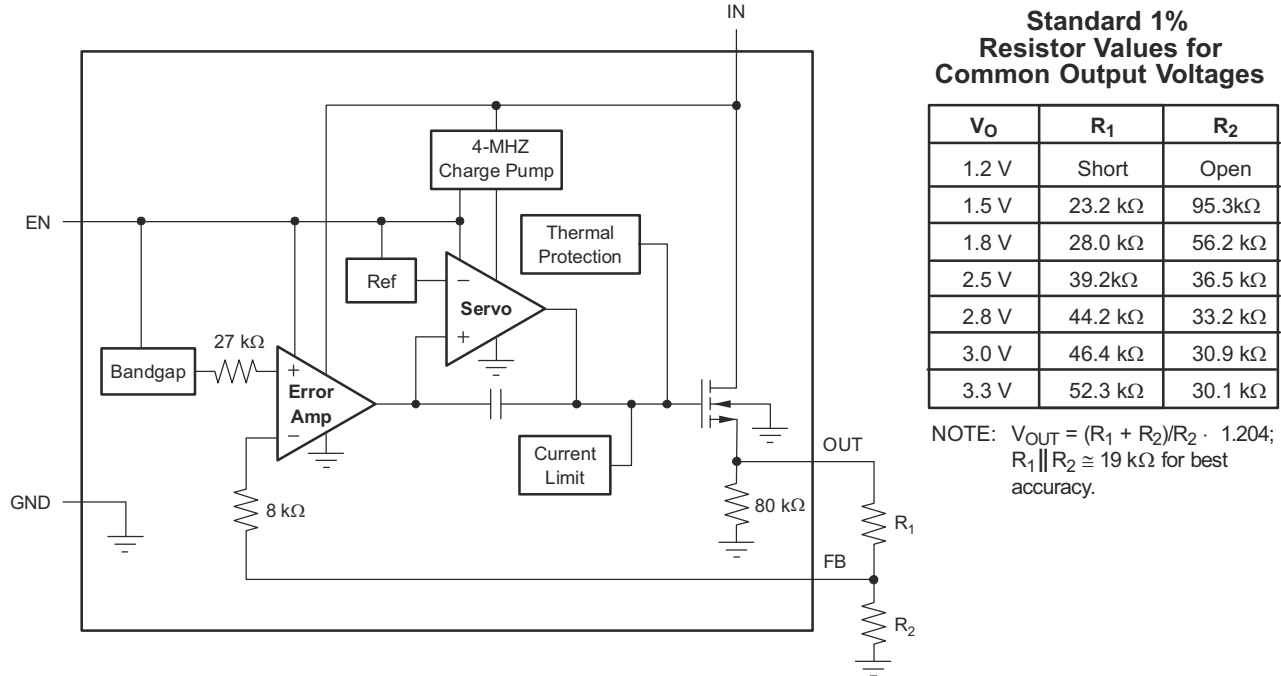 IN
4-MHZ
Charge Pump
EN
Thermal
Protection
Ref
−
Servo
+
27 kΩ
Bandgap
+
Error
Amp
−
Current
Limit
OUT
GND
8 kΩ
80 kΩ
R1
FB
R2
Standard 1%
Resistor Values for
Common Output Voltages
VO R1 R2
1.2 V Short Open
1.5 V 23.2 kΩ 95.3kΩ
1.8 V 28.0 kΩ 56.2 kΩ
2.5 V 39.2kΩ 36.5 kΩ
2.8 V 44.2 kΩ 33.2 kΩ
3.0 V 46.4 kΩ 30.9 kΩ
3.3 V 52.3 kΩ 30.1 kΩ
NOTE: VOUT = (R1 + R2)/R2 · 1.204;
R1∥R2 ≅ 19 kΩ for best
accuracy.